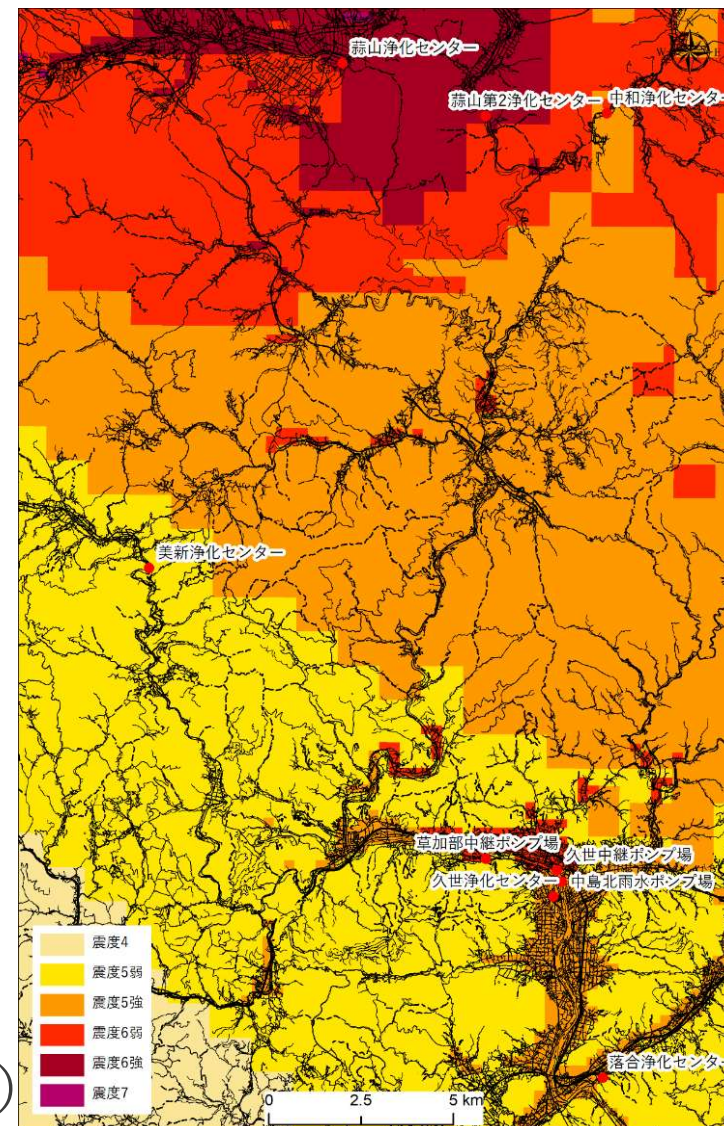 蒜山浄化センター
蒜山第2浄化センター
中和浄化センタ
美新浄化センター
草加部中継ポンプ場
久世中継ポンプ場
久世浄化センター
中島北雨水ポンプ場
落合浄化センタ
震度4
震度5弱
震度5強
震度6弱
震度6強
震度7
0 2.5 5 km